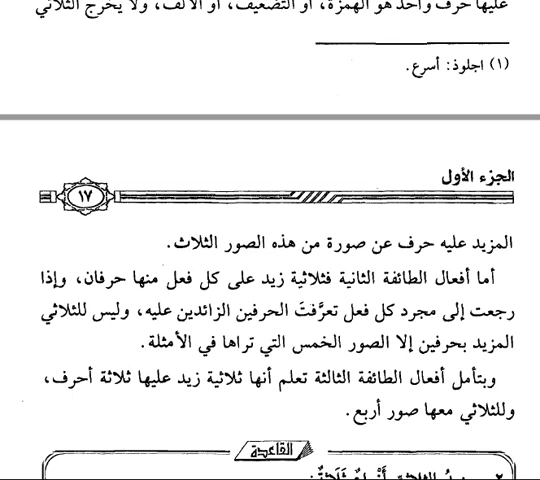 عليها حرف واحد هو الهمزة، أو التضعيف، أو الألف، ولا يخرج الثلاثي
(١) اجلوذ: أسرع.
الجزء الأول
١٧
المزيد عليه حرف عن صورة من هذه الصور الثلاث.
أما أفعال الطائفة الثانية فثلاثية زيد على كل فعل منها حرفان، وإذا
رجعت إلى مجرد كل فعل تعرَّفتَ الحرفين الزائدين عليه، وليس للثلاثي
المزيد بحرفين إلا الصور الخمس التي تراها في الأمثلة.
وبتأمل أفعال الطائفة الثالثة تعلم أنها ثلاثية زيد عليها ثلاثة أحرف،
وللثلاثي معها صور أربع.
القاعدة